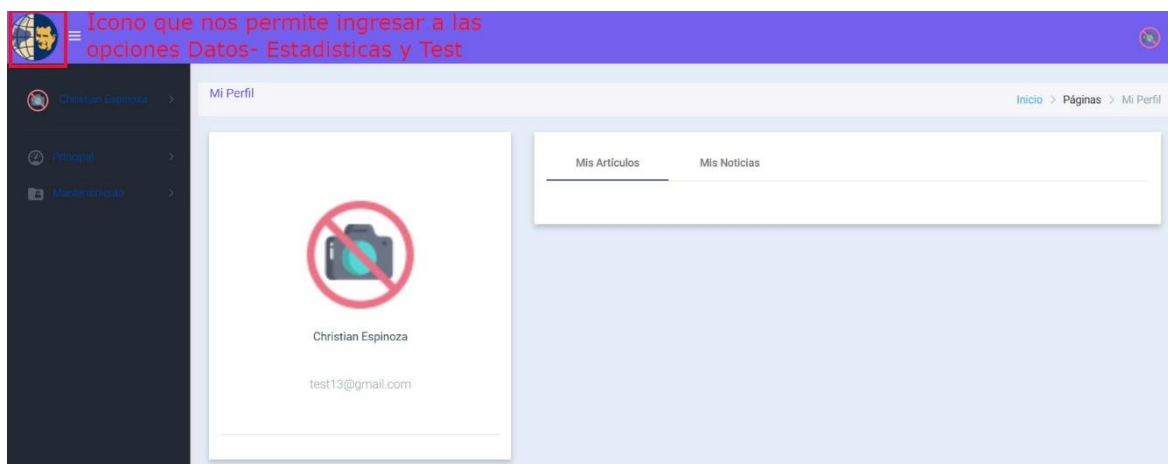 Ícono que nos permite ingresar a las
opciones Datos- Estadisticas y Test
Christian Espinoza
Mi Perfil
Inicio > Páginas > Mi Perfil
Principal
Mantenimiento
Mis Artículos
Mis Noticias
Christian Espinoza
test13@gmail.com